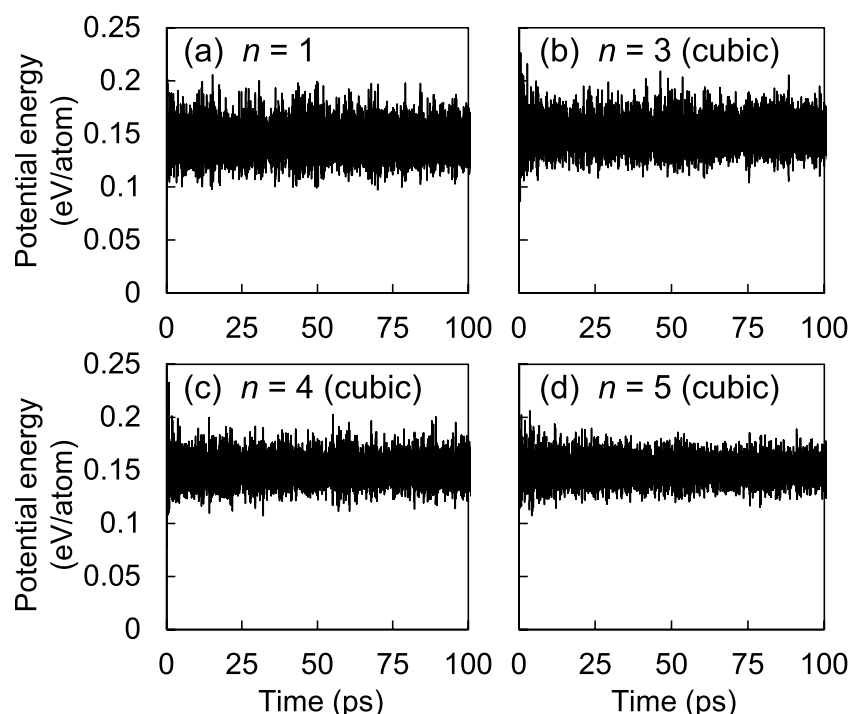 Potential energy
(eV/atom)
0.25
0.2
0.15
0.1
0.05
0
(a) n = 1
0 25 50 75 100
(b) n = 3 (cubic)
0 25 50 75 100
Potential energy
(eV/atom)
0.25
0.2
0.15
0.1
0.05
0
(c) n = 4 (cubic)
0 25 50 75 100
Time (ps)
(d) n = 5 (cubic)
0 25 50 75 100
Time (ps)